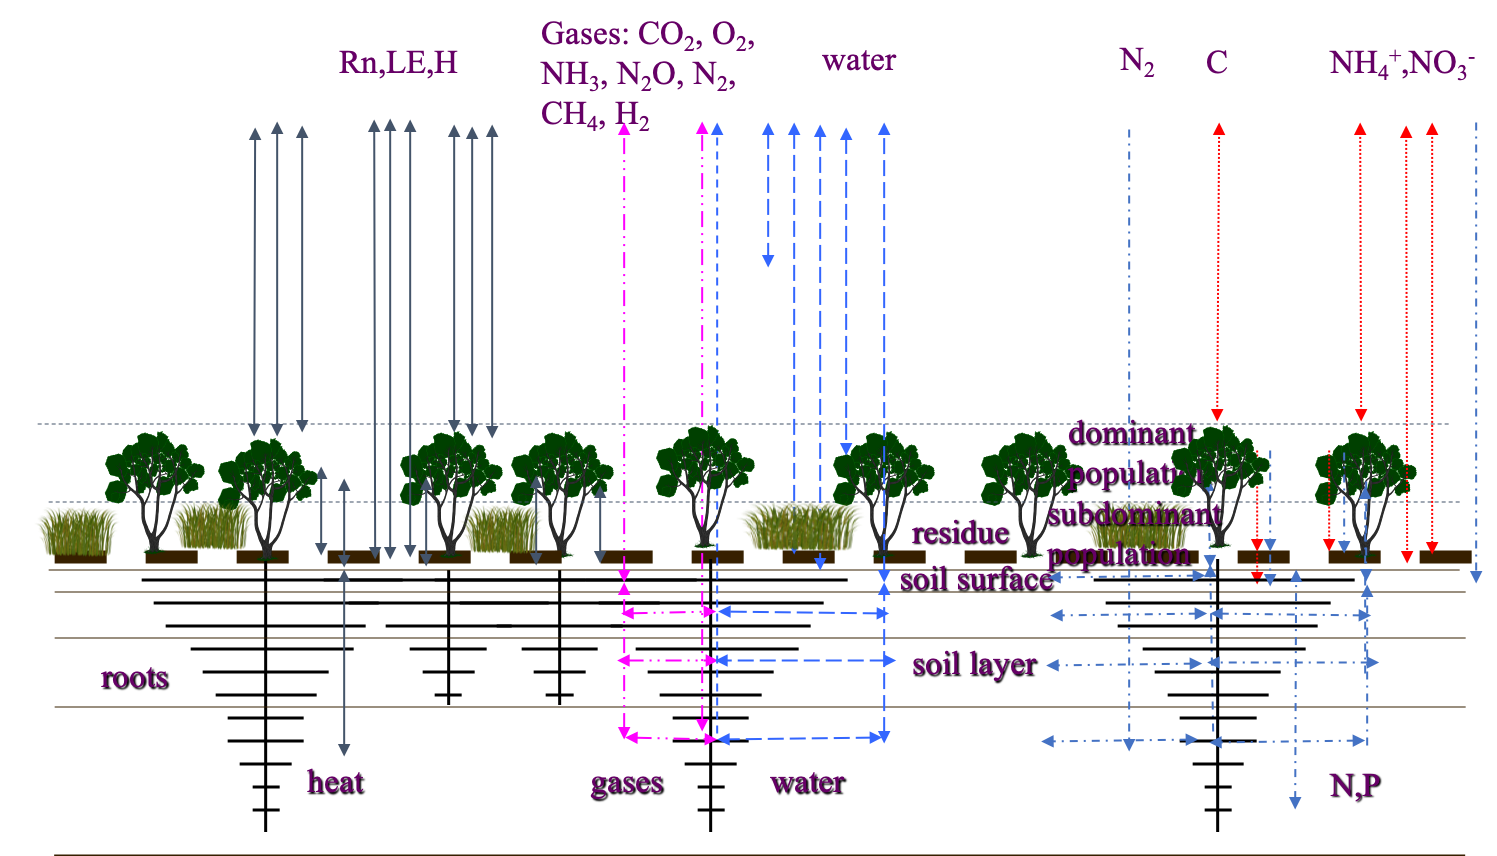 Rn,LE,H
Gases: CO2, O2,
NH3, N2O, N2,
CH4, H2
water
N2
C
NH4+,NO3-
dominant
population
subdominant
population
residue
soil surface
soil layer
roots
heat
gases
water
N,P